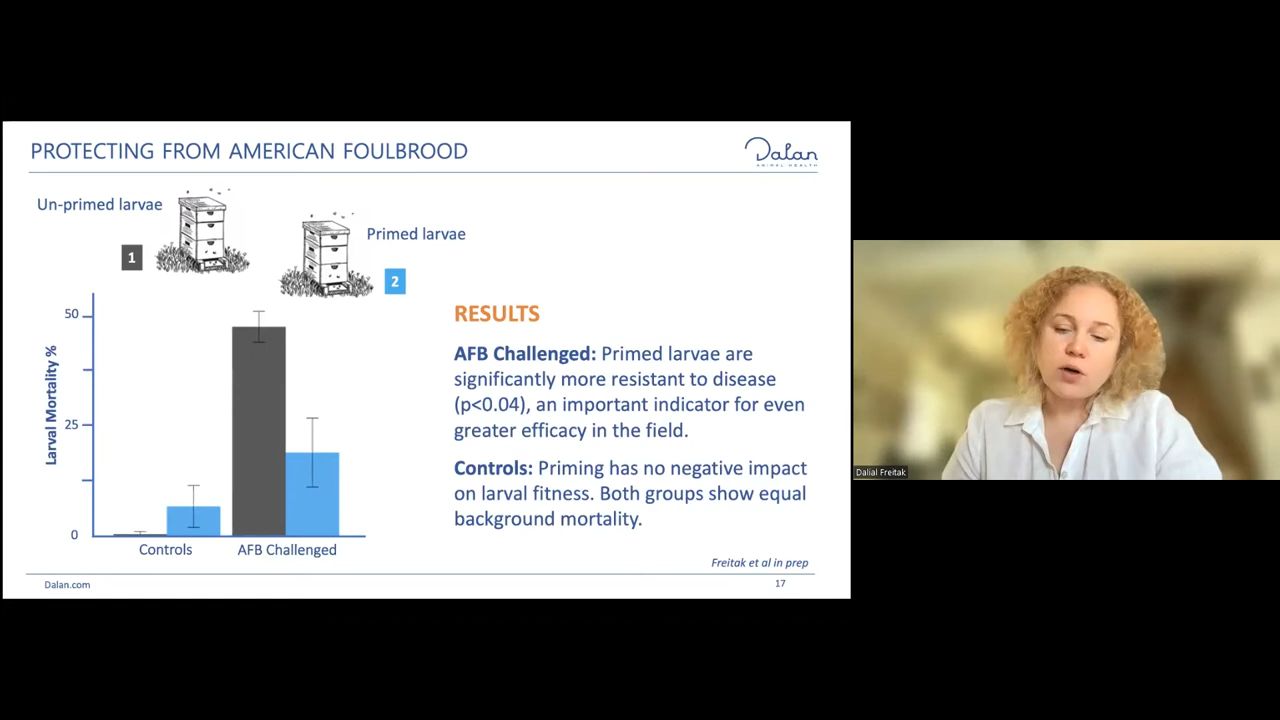 PROTECTING FROM AMERICAN FOULBROOD
Dalan
ANIMAL HEALTH
Un-primed larvae
Primed larvae
1
2
50
25
0
Larval Mortality %
Controls
AFB Challenged
RESULTS
AFB Challenged: Primed larvae are
significantly more resistant to disease
(p<0.04), an important indicator for even
greater efficacy in the field.
Controls: Priming has no negative impact
on larval fitness. Both groups show equal
background mortality.
Freitak et al in prep
Dalan.com
17
Dalial Freitak